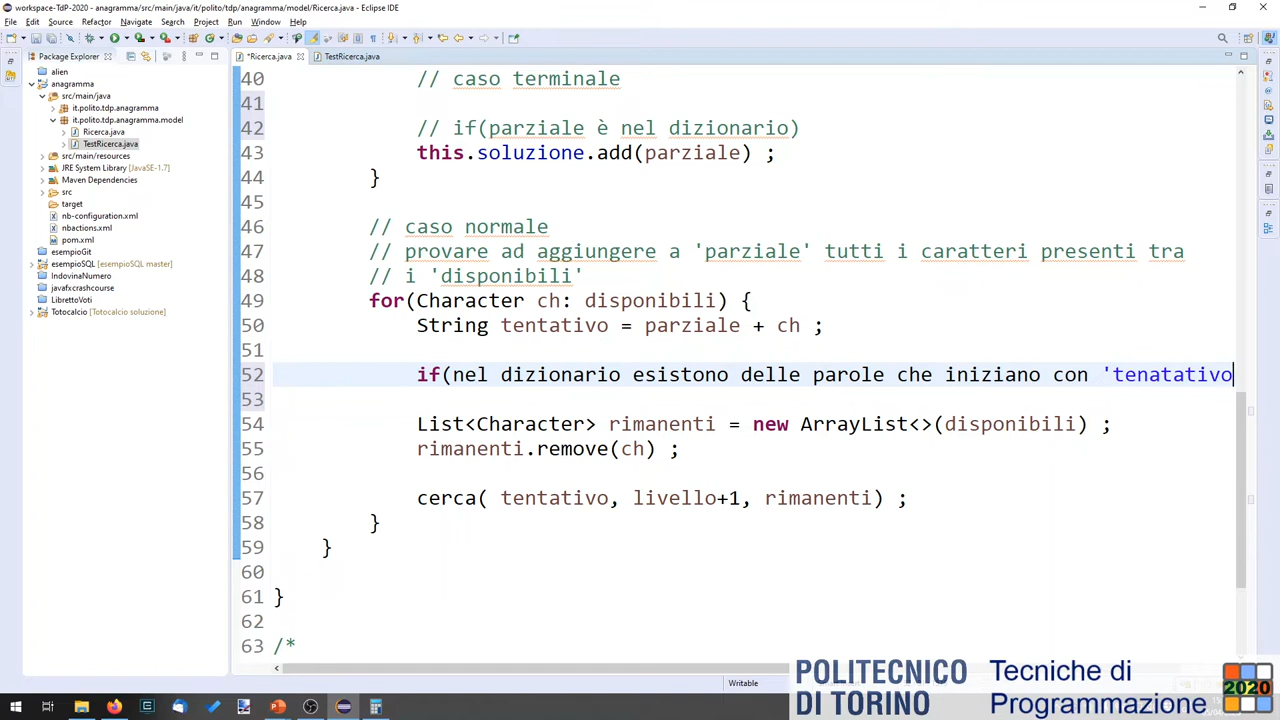 workspace-TdP-2020 - anagramma/src/main/java/it/polito/tdp/anagramma/model/Ricerca.java - Eclipse IDE
File Edit Source Refactor Navigate Search Project Run Window Help
Package Explorer
*Ricerca.java
TestRicerca.java
alien
anagramma
src/main/java
it.polito.tdp.anagramma
it.polito.tdp.anagramma.model
Ricerca.java
TestRicerca.java
src/main/resources
JRE System Library [JavaSE-1.7]
Maven Dependencies
src
target
nb-configuration.xml
nbactions.xml
pom.xml
esempioGit
esempioSQL [esempioSQL master]
IndovinaNumero
javafxcrashcourse
LibrettoVoti
Totocalcio [Totocalcio soluzione]
40 // caso terminale
41
42 // if(parziale è nel dizionario)
43 this.soluzione.add(parziale) ;
44 }
45
46 // caso normale
47 // provare ad aggiungere a 'parziale' tutti i caratteri presenti tra
48 // i 'disponibili'
49 for(Character ch: disponibili) {
50 String tentativo = parziale + ch ;
51
52 if(nel dizionario esistono delle parole che iniziano con 'tenatativo
53
54 List<Character> rimanenti = new ArrayList<>(disponibili) ;
55 rimanenti.remove(ch) ;
56
57 cerca( tentativo, livello+1, rimanenti) ;
58 }
59 }
60
61 }
62
63 /*
Writable
POLITECNICO
DI TORINO
Tecniche di
Programmazione
2020